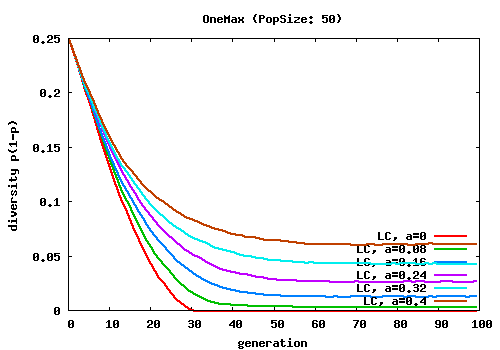 OneMax (PopSize: 50)
diversity p(1-p)
0.25
0.2
0.15
0.1
0.05
0
LC, a=0
LC, a=0.08
LC, a=0.16
LC, a=0.24
LC, a=0.32
LC, a=0.4
0 10 20 30 40 50 60 70 80 90 100
generation